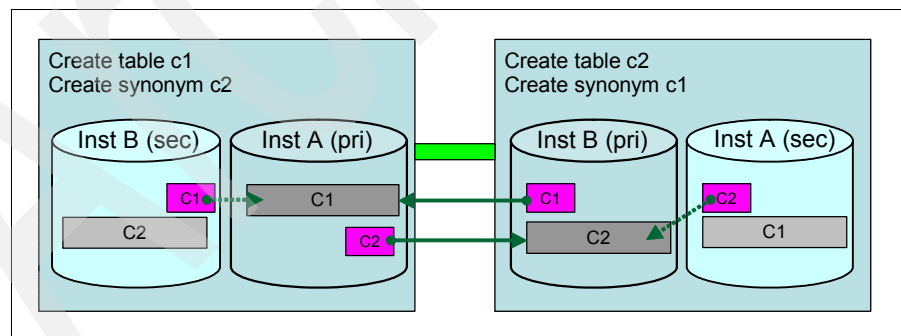 Create table c1
Create synonym c2
Inst B (sec)
Inst A (pri)
C1
C1
C2
C2
Create table c2
Create synonym c1
Inst B (pri)
Inst A (sec)
C1
C2
C2
C1